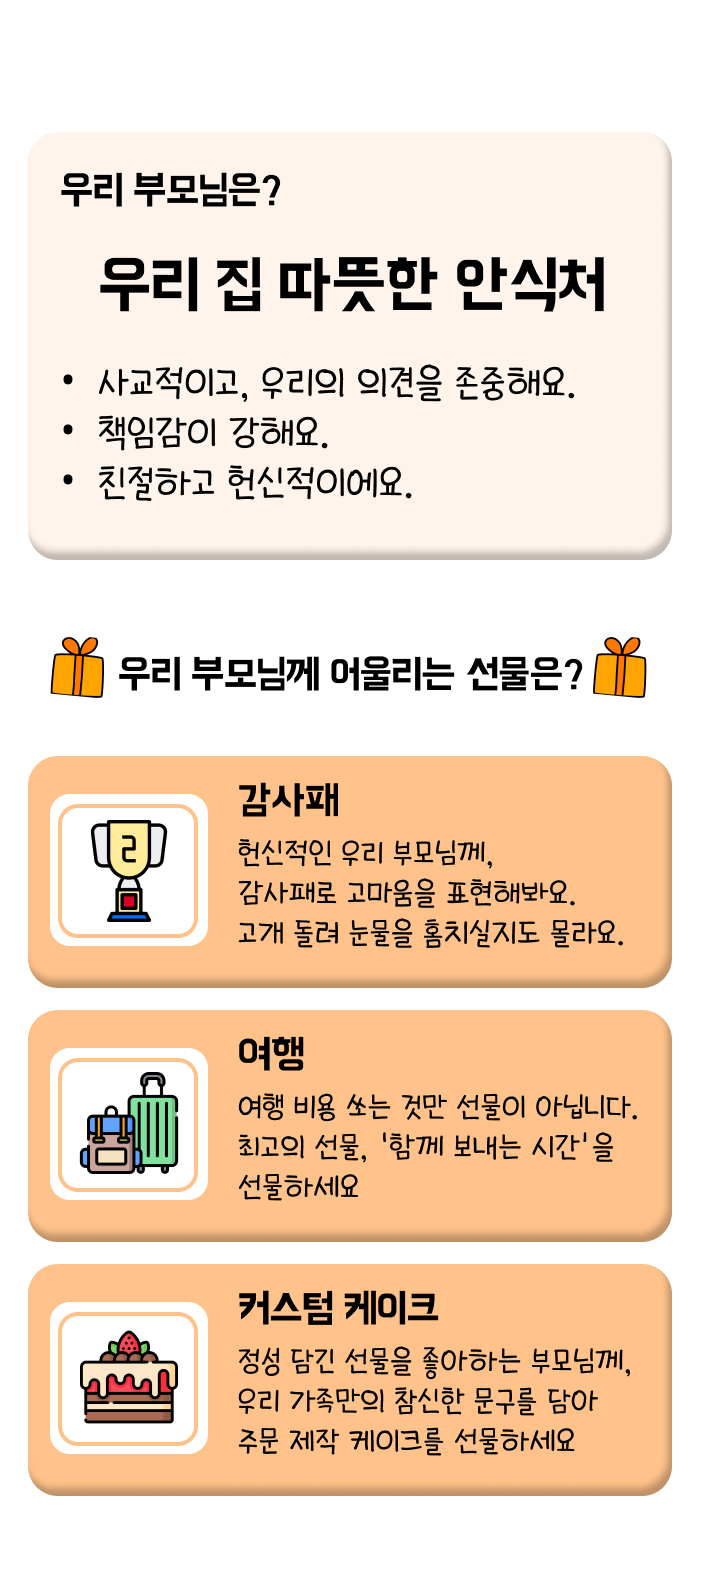 우리 부모님은?
우리 집 따뜻한 안식처
• 사교적이고, 우리의 의견을 존중해요.
• 책임감이 강해요.
• 친절하고 헌신적이에요.
우리 부모님께 어울리는 선물은?
감사패
2
헌신적인 우리 부모님께,
감사패로 고마움을 표현해봐요.
고개 돌려 눈물을 훔치실지도 몰라요.
여행
여행 비용 쏘는 것만 선물이 아닙니다.
최고의 선물, '함께 보내는 시간'을
선물하세요
커스텀 케이크
정성 담긴 선물을 좋아하는 부모님께,
우리 가족만의 참신한 문구를 담아
주문 제작 케이크를 선물하세요